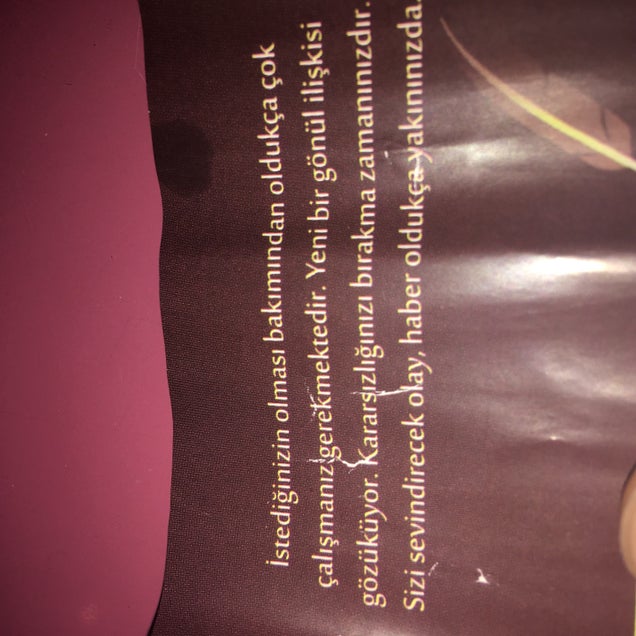 İstediğinizin olması bakımından oldukça çok
çalışmanız gerekmektedir. Yeni bir gönül ilişkisi
gözüküyor. Kararsızlığınızı bırakma zamanınızdır.
Sizi sevindirecek olay, haber oldukça yakınınızda.